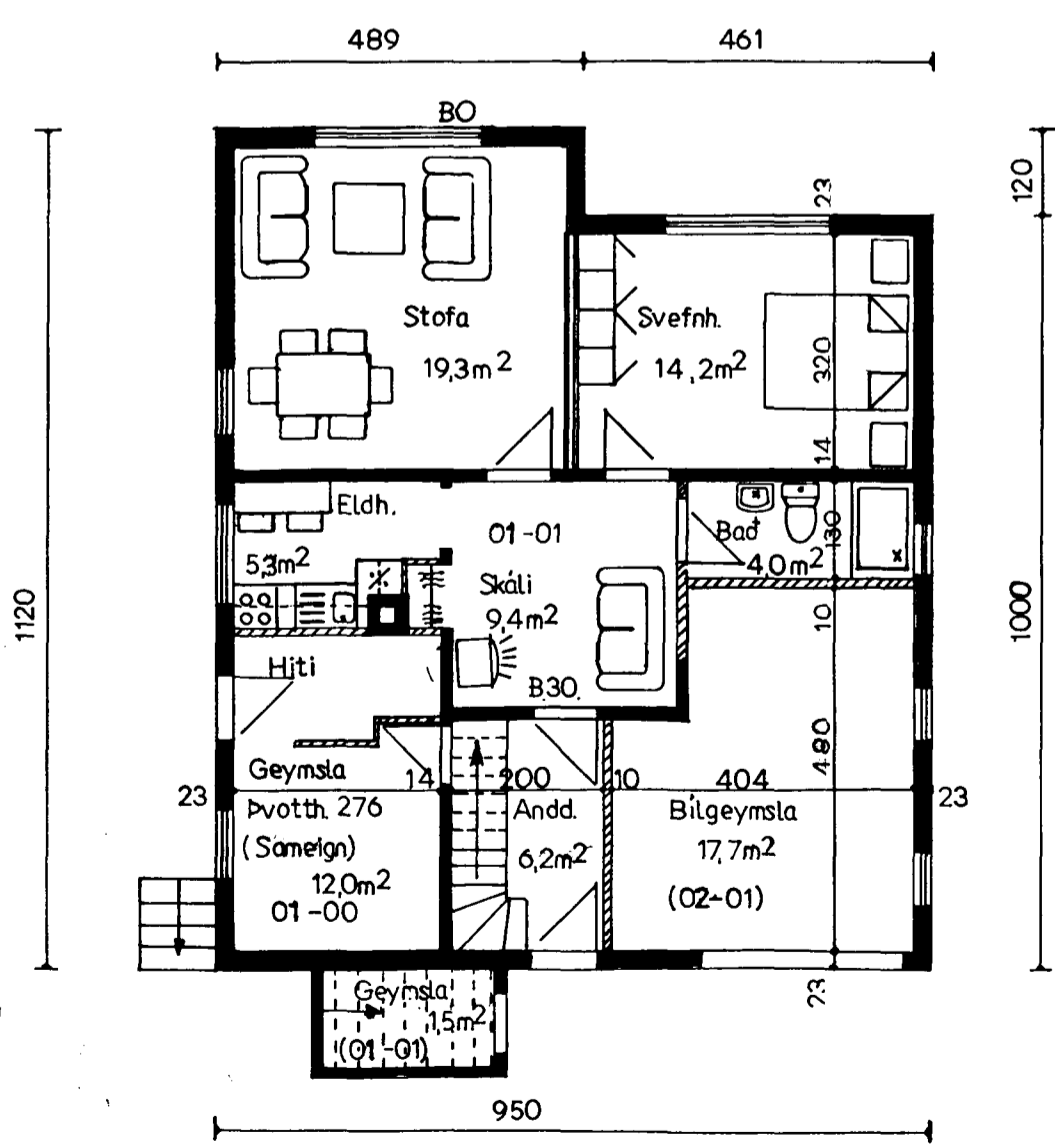 489
461
BO
23
120
Stofa
19,3m2
Svefnh.
14,2m2
320
14
Eldh.
5,3m2
01-01
Bað
4,0m2
130
Skáli
9,4m2
10
1120
1000
Hiti
B30.
480
Geymsla
14
200
10
404
23
23
Þvotth. 276
(Sameign)
12,0m2
01-00
Andd.
6,2m2
Bílgeymsla
17,7m2
(02-01)
Geymsla
1,5m2
(01-01)
23
950